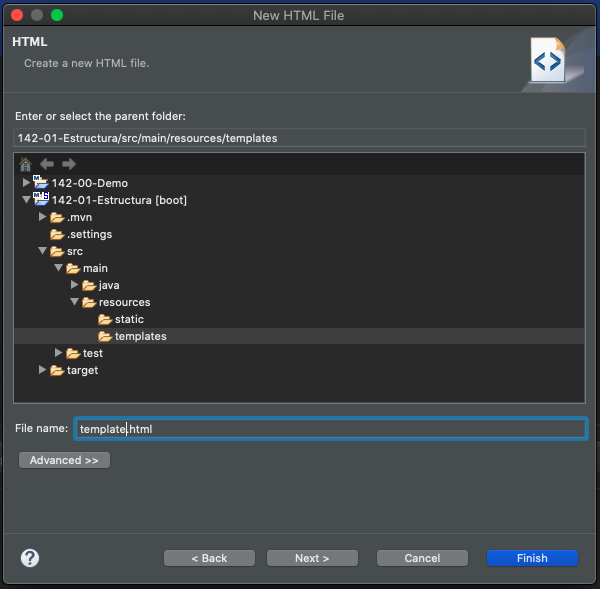 New HTML File
HTML
Create a new HTML file.
Enter or select the parent folder:
142-01-Estructura/src/main/resources/templates
142-00-Demo
142-01-Estructura [boot]
.mvn
.settings
src
main
java
resources
static
templates
test
target
File name: template.html
Advanced >>
? < Back Next > Cancel Finish